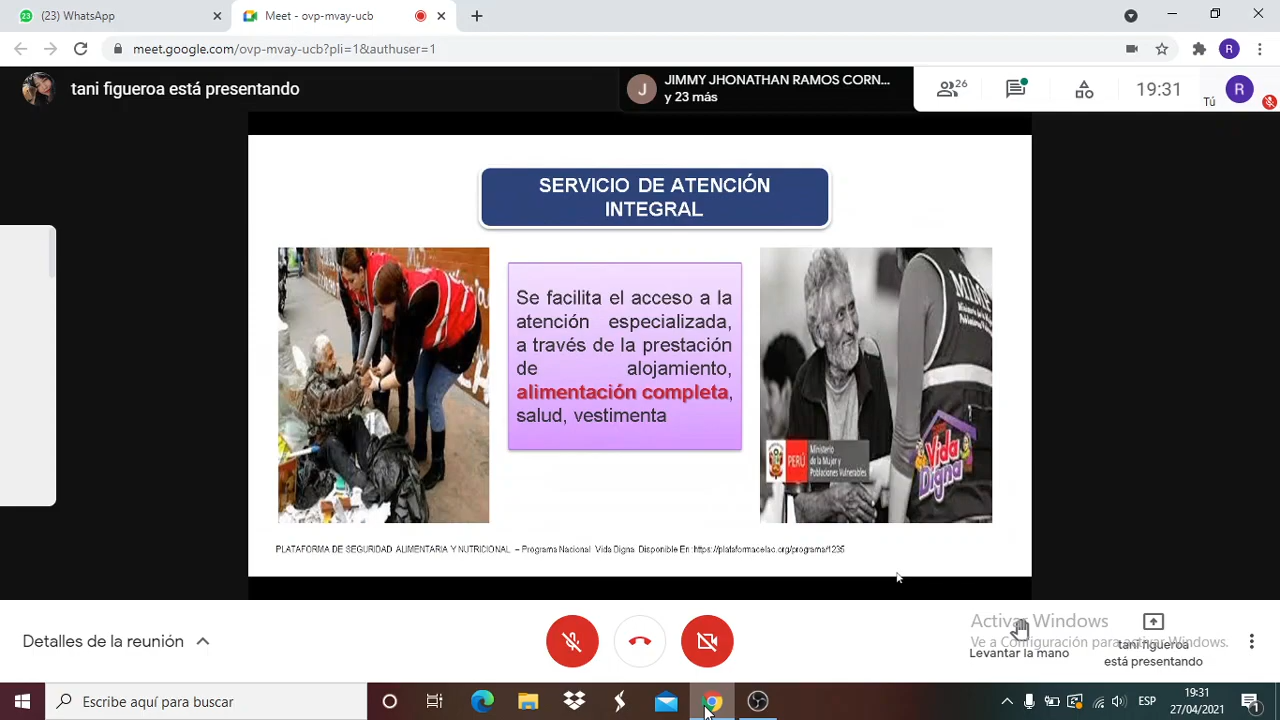 (23) WhatsApp
Meet - ovp-mvay-ucb
meet.google.com/ovp-mvay-ucb?pli=1&authuser=1
R
tani figueroa está presentando
J
JIMMY JHONATHAN RAMOS CORN...
y 23 más
26
19:31
Tú
R
SERVICIO DE ATENCIÓN
INTEGRAL
Se facilita el acceso a la
atención especializada,
a través de la prestación
de alojamiento,
alimentación completa,
salud, vestimenta
PERÚ
Ministerio
de la Mujer y
Poblaciones Vulnerables
Vida
Digna
PLATAFORMA DE SEGURIDAD ALIMENTARIA Y NUTRICIONAL – Programa Nacional Vida Digna. Disponible En: https://plataformacelac.org/programa/1235
Detalles de la reunión
Activar Windows
Ve a Configuración para activar Windows.
Levantar la mano
tani figueroa
está presentando
Escribe aquí para buscar
ESP
19:31
27/04/2021
1